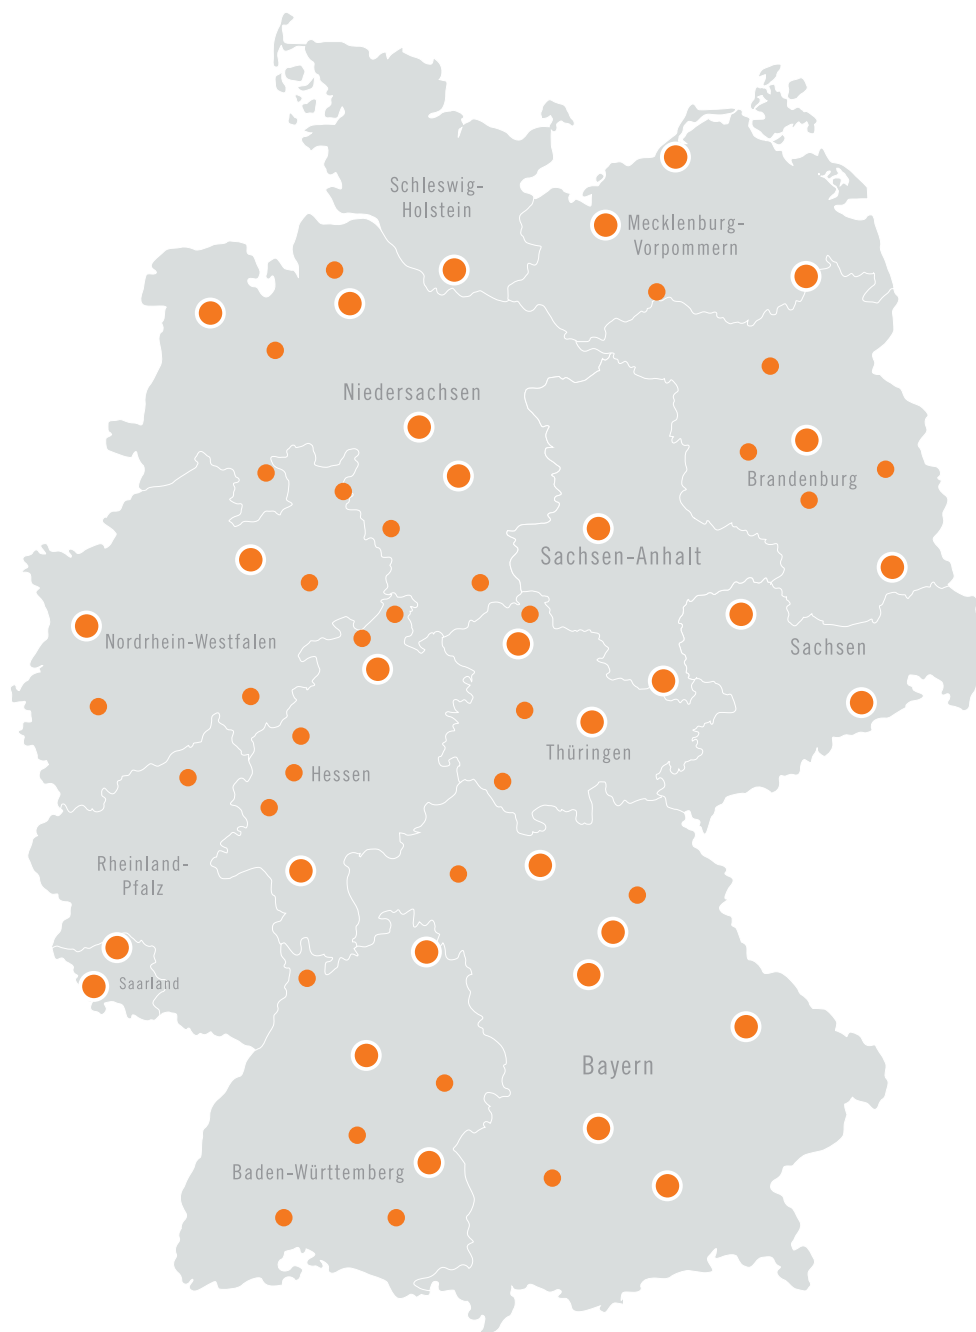 Schleswig-
Holstein
Mecklenburg-
Vorpommern
Niedersachsen
Brandenburg
Sachsen-Anhalt
Nordrhein-Westfalen
Sachsen
Thüringen
Hessen
Rheinland-
Pfalz
Saarland
Bayern
Baden-Württemberg